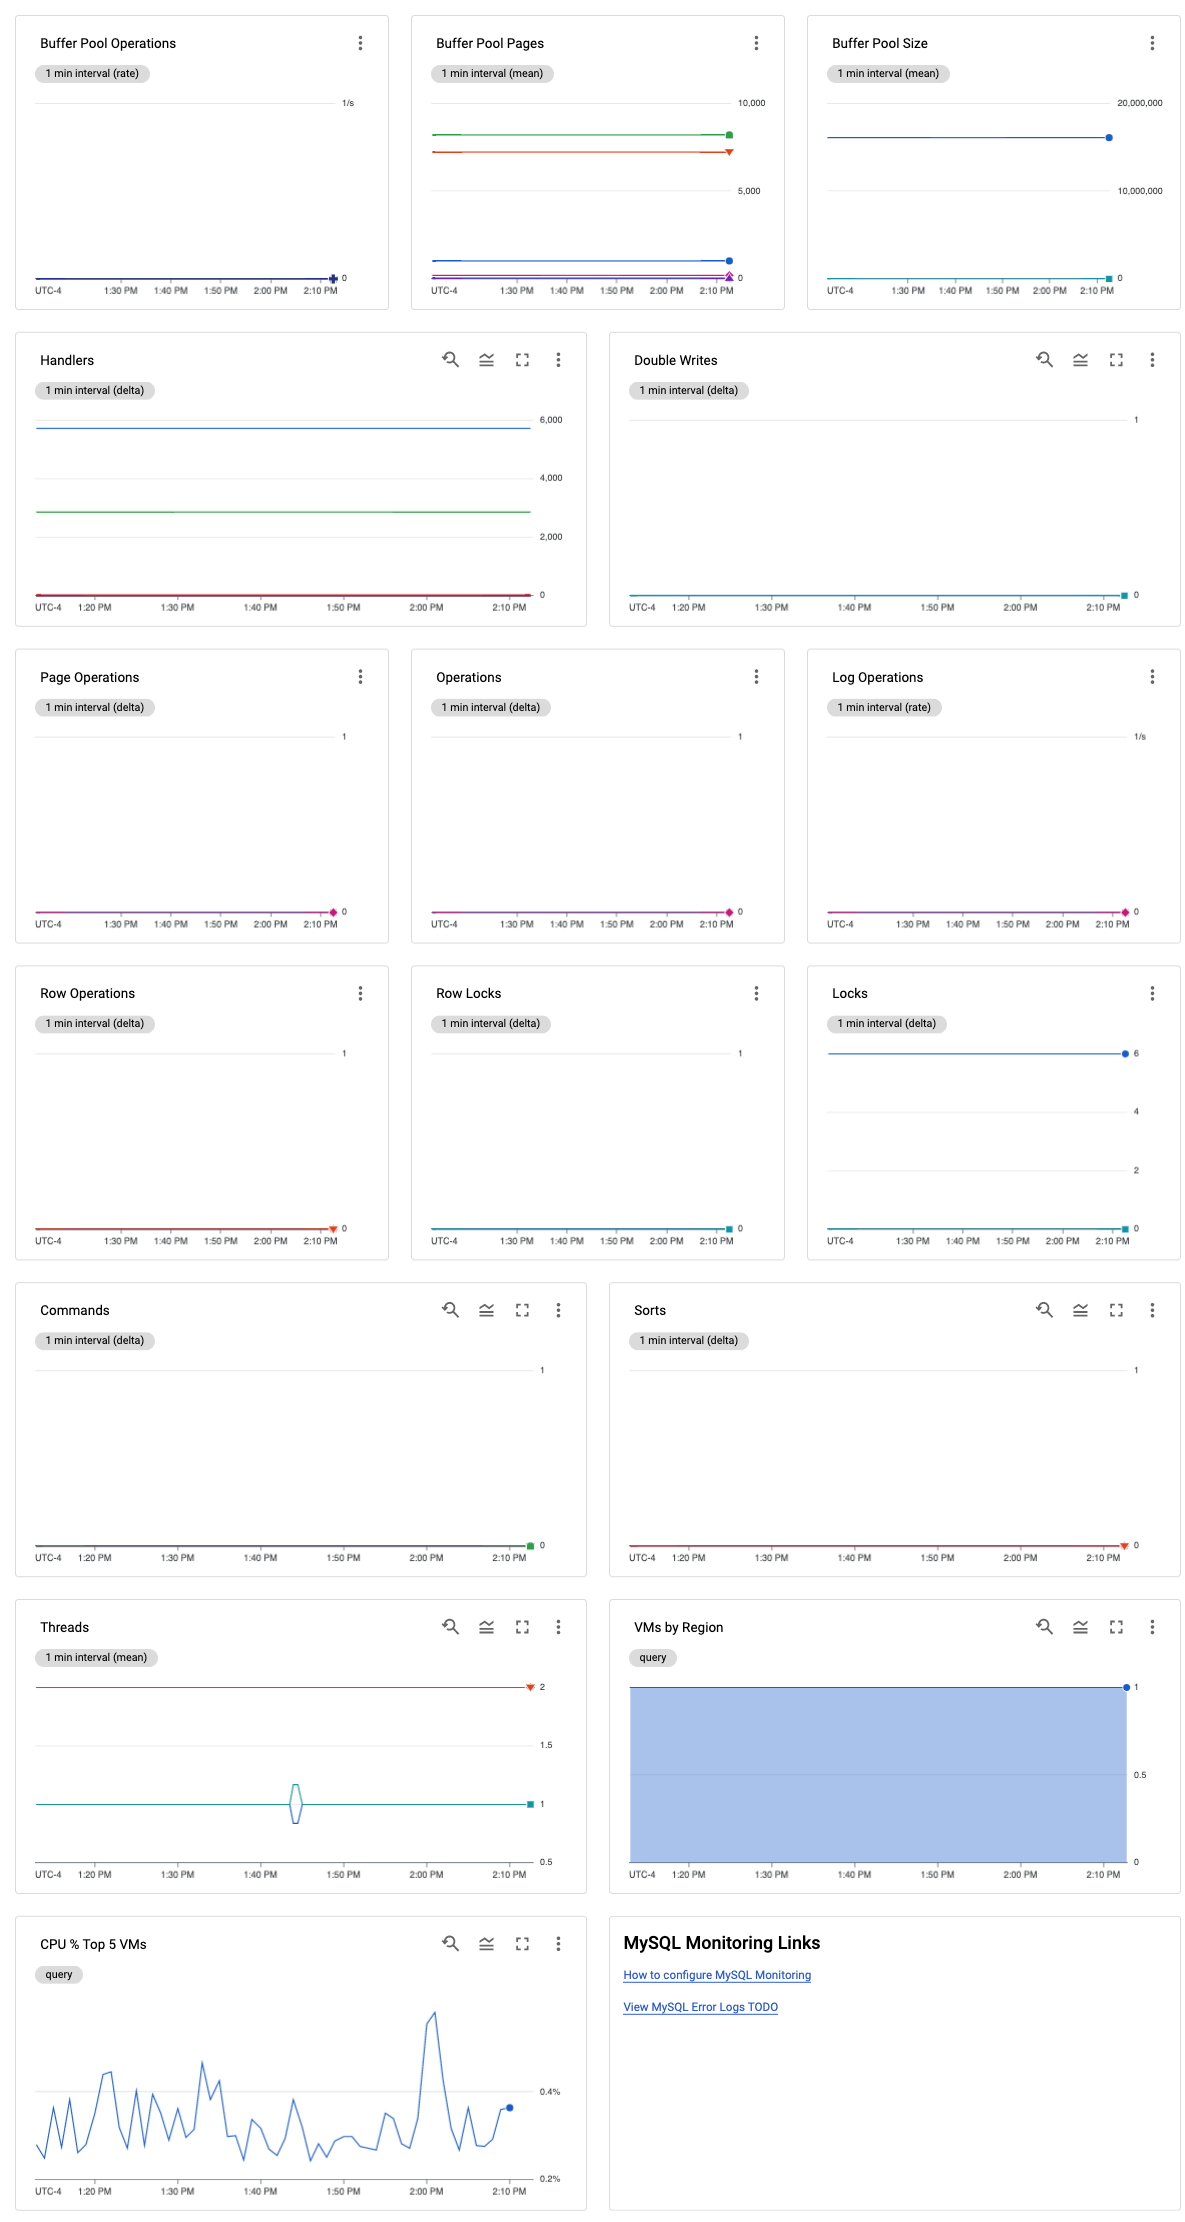 Buffer Pool Operations
1 min interval (rate)
1/s
0
UTC-4 1:30 PM 1:40 PM 1:50 PM 2:00 PM 2:10 PM
Buffer Pool Pages
1 min interval (mean)
10,000
5,000
0
UTC-4 1:30 PM 1:40 PM 1:50 PM 2:00 PM 2:10 PM
Buffer Pool Size
1 min interval (mean)
20,000,000
10,000,000
0
UTC-4 1:30 PM 1:40 PM 1:50 PM 2:00 PM 2:10 PM
Handlers
1 min interval (delta)
6,000
4,000
2,000
0
UTC-4 1:20 PM 1:30 PM 1:40 PM 1:50 PM 2:00 PM 2:10 PM
Double Writes
1 min interval (delta)
1
0
UTC-4 1:20 PM 1:30 PM 1:40 PM 1:50 PM 2:00 PM 2:10 PM
Page Operations
1 min interval (delta)
1
0
UTC-4 1:30 PM 1:40 PM 1:50 PM 2:00 PM 2:10 PM
Operations
1 min interval (delta)
1
0
UTC-4 1:30 PM 1:40 PM 1:50 PM 2:00 PM 2:10 PM
Log Operations
1 min interval (rate)
1/s
0
UTC-4 1:30 PM 1:40 PM 1:50 PM 2:00 PM 2:10 PM
Row Operations
1 min interval (delta)
1
0
UTC-4 1:30 PM 1:40 PM 1:50 PM 2:00 PM 2:10 PM
Row Locks
1 min interval (delta)
1
0
UTC-4 1:30 PM 1:40 PM 1:50 PM 2:00 PM 2:10 PM
Locks
1 min interval (delta)
6
4
2
0
UTC-4 1:30 PM 1:40 PM 1:50 PM 2:00 PM 2:10 PM
Commands
1 min interval (delta)
1
0
UTC-4 1:20 PM 1:30 PM 1:40 PM 1:50 PM 2:00 PM 2:10 PM
Sorts
1 min interval (delta)
1
0
UTC-4 1:20 PM 1:30 PM 1:40 PM 1:50 PM 2:00 PM 2:10 PM
Threads
1 min interval (mean)
2
1.5
1
0.5
UTC-4 1:20 PM 1:30 PM 1:40 PM 1:50 PM 2:00 PM 2:10 PM
VMs by Region
query
1
0.5
0
UTC-4 1:20 PM 1:30 PM 1:40 PM 1:50 PM 2:00 PM 2:10 PM
CPU % Top 5 VMs
query
0.4%
0.2%
UTC-4 1:20 PM 1:30 PM 1:40 PM 1:50 PM 2:00 PM 2:10 PM
MySQL Monitoring Links
How to configure MySQL Monitoring
View MySQL Error Logs TODO